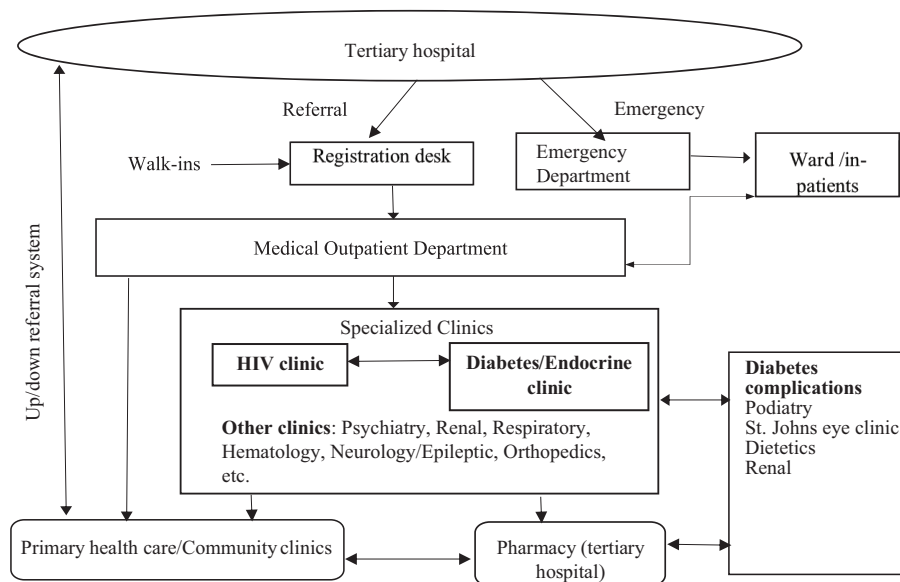 Tertiary hospital
Referral
Emergency
Walk-ins
Registration desk
Emergency
Department
Ward /in-
patients
Up/down referral system
Medical Outpatient Department
Specialized Clinics
HIV clinic
Diabetes/Endocrine
clinic
Other clinics: Psychiatry, Renal, Respiratory,
Hematology, Neurology/Epileptic, Orthopedics,
etc.
Diabetes
complications
Podiatry
St. Johns eye clinic
Dietetics
Renal
Primary health care/Community clinics
Pharmacy (tertiary
hospital)